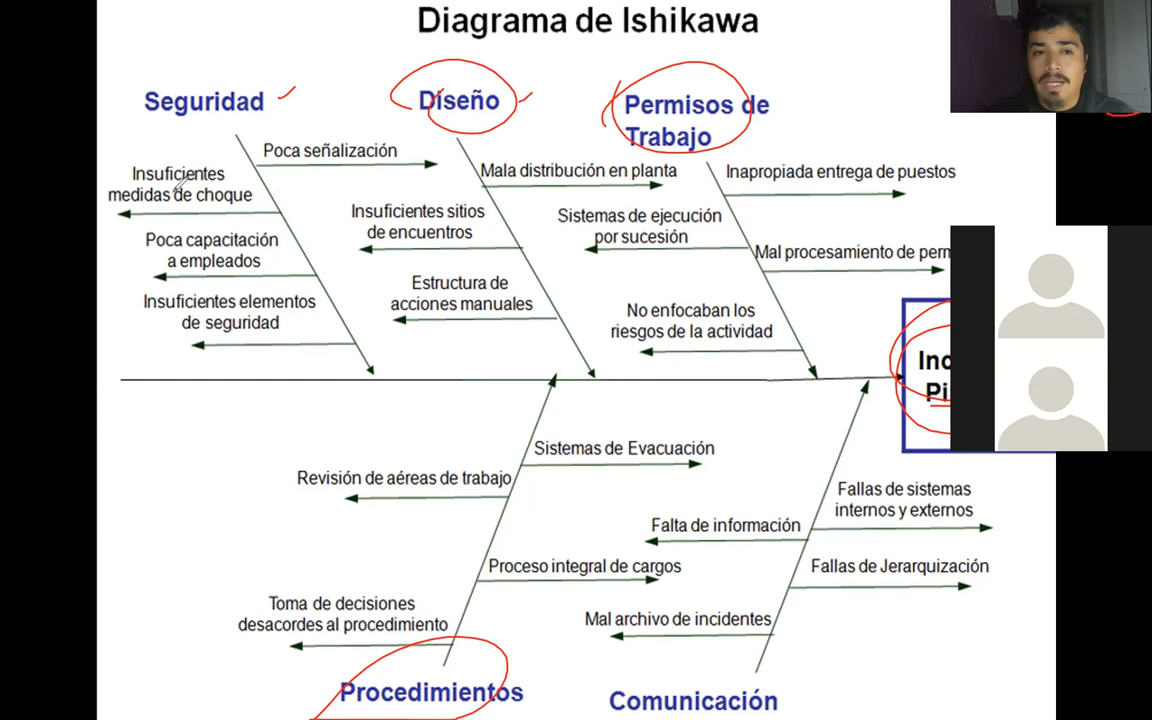 Diagrama de Ishikawa
Seguridad
Diseño
Permisos de
Trabajo
Poca señalización
Insuficientes
medidas de choque
Poca capacitación
a empleados
Insuficientes elementos
de seguridad
Mala distribución en planta
Insuficientes sitios
de encuentros
Estructura de
acciones manuales
Inapropiada entrega de puestos
Sistemas de ejecución
por sucesión
Mal procesamiento de
No enfocaban los
riesgos de la actividad
Sistemas de Evacuación
Revisión de aéreas de trabajo
Proceso integral de cargos
Toma de decisiones
desacordes al procedimiento
Fallas de sistemas
internos y externos
Falta de información
Fallas de Jerarquización
Mal archivo de incidentes
Procedimientos
Comunicación